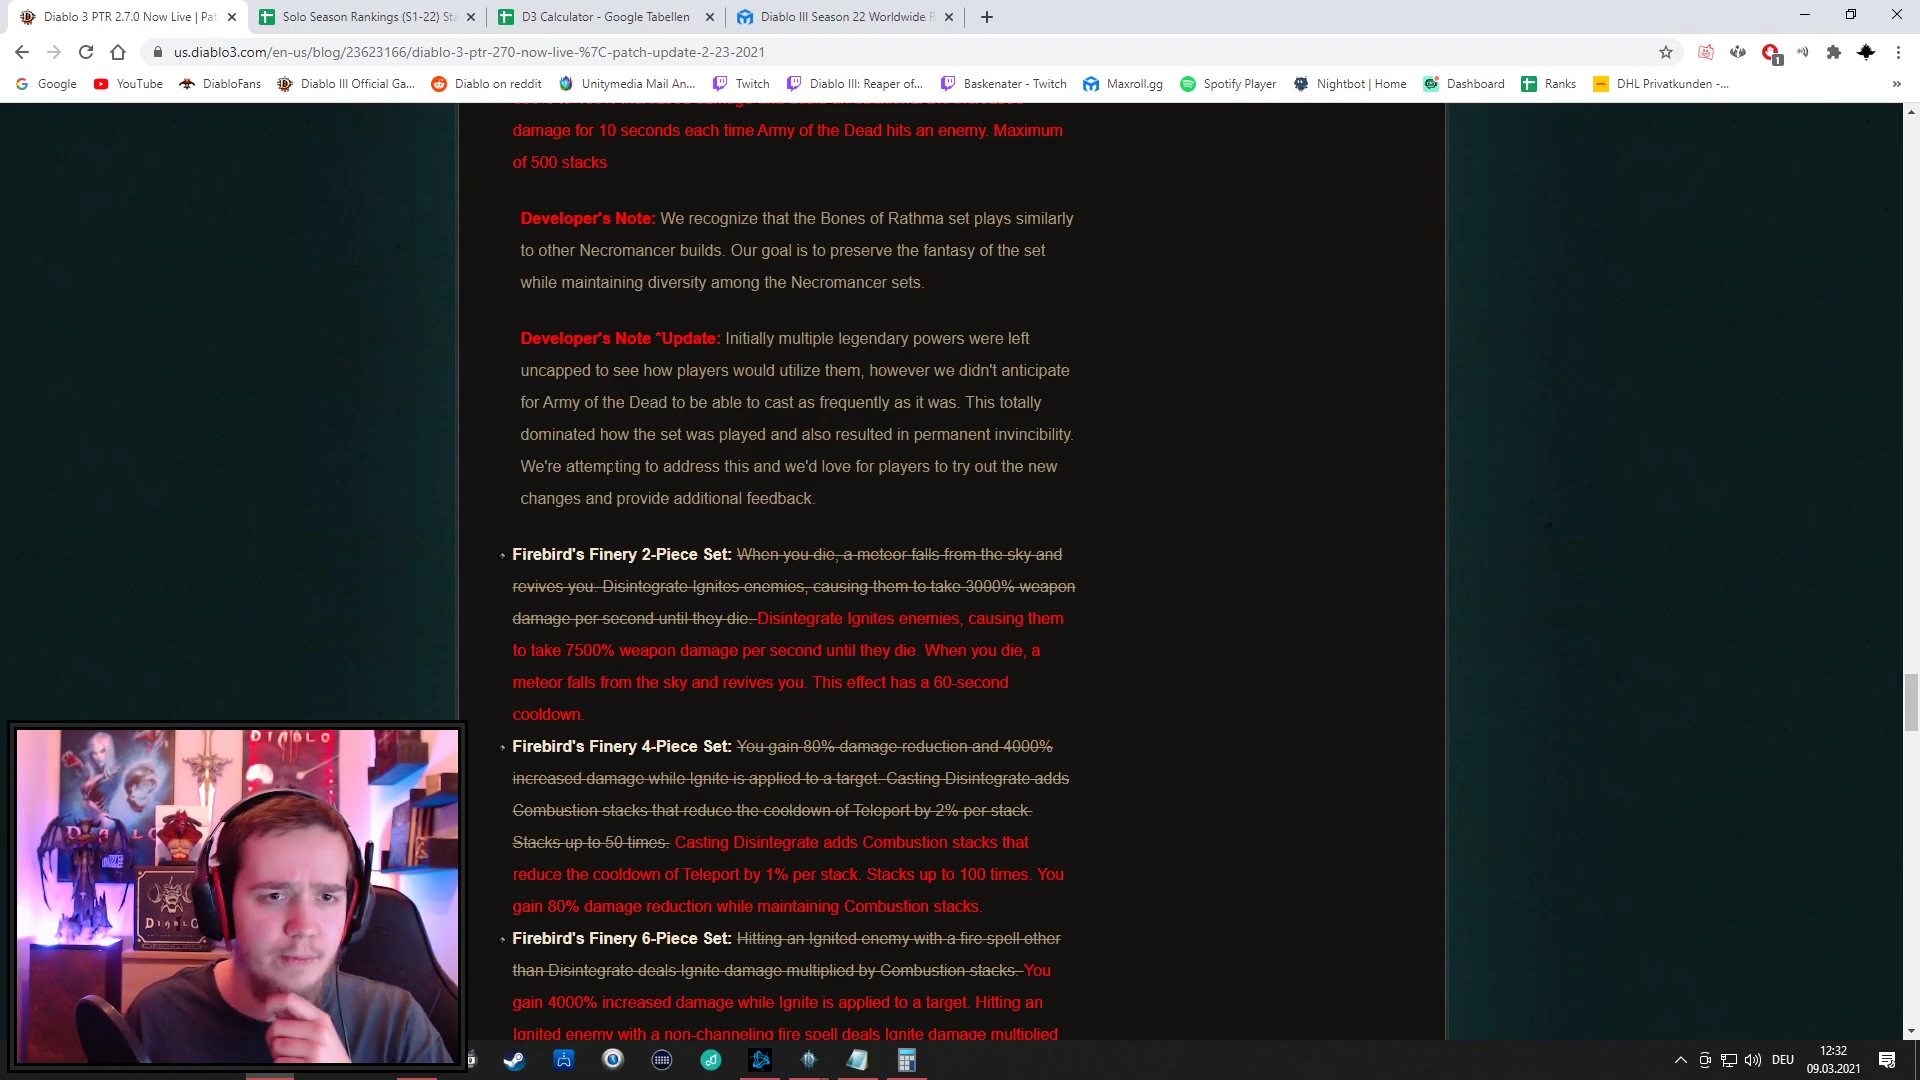 Diablo 3 PTR 2.7.0 Now Live | Pat
Solo Season Rankings (S1-22) Sta
D3 Calculator - Google Tabellen
Diablo III Season 22 Worldwide R
us.diablo3.com/en-us/blog/23623166/diablo-3-ptr-270-now-live-%7C-patch-update-2-23-2021
1
Google
YouTube
DiabloFans
Diablo III Official Ga...
Diablo on reddit
Unitymedia Mail An...
Twitch
Diablo III: Reaper of...
Baskenater - Twitch
Maxroll.gg
Spotify Player
Nightbot | Home
Dashboard
Ranks
DHL Privatkunden -...
»
damage for 10 seconds each time Army of the Dead hits an enemy. Maximum
of 500 stacks
Developer's Note: We recognize that the Bones of Rathma set plays similarly
to other Necromancer builds. Our goal is to preserve the fantasy of the set
while maintaining diversity among the Necromancer sets.
Developer's Note *Update: Initially multiple legendary powers were left
uncapped to see how players would utilize them, however we didn't anticipate
for Army of the Dead to be able to cast as frequently as it was. This totally
dominated how the set was played and also resulted in permanent invincibility.
We're attempting to address this and we'd love for players to try out the new
changes and provide additional feedback.
Firebird's Finery 2-Piece Set: When you die, a meteor falls from the sky and
revives you. Disintegrate Ignites enemies, causing them to take 3000% weapon
damage per second until they die. Disintegrate Ignites enemies, causing them
to take 7500% weapon damage per second until they die. When you die, a
meteor falls from the sky and revives you. This effect has a 60-second
cooldown.
Firebird's Finery 4-Piece Set: You gain 80% damage reduction and 4000%
increased damage while Ignite is applied to a target. Casting Disintegrate adds
Combustion stacks that reduce the cooldown of Teleport by 2% per stack.
Stacks up to 50 times. Casting Disintegrate adds Combustion stacks that
reduce the cooldown of Teleport by 1% per stack. Stacks up to 100 times. You
gain 80% damage reduction while maintaining Combustion stacks.
Firebird's Finery 6-Piece Set: Hitting an Ignited enemy with a fire spell other
than Disintegrate deals Ignite damage multiplied by Combustion stacks. You
gain 4000% increased damage while Ignite is applied to a target. Hitting an
Ignited enemy with a non-channeling fire spell deals Ignite damage multiplied
DIABLO
DIABLO
DEU
12:32
09.03.2021